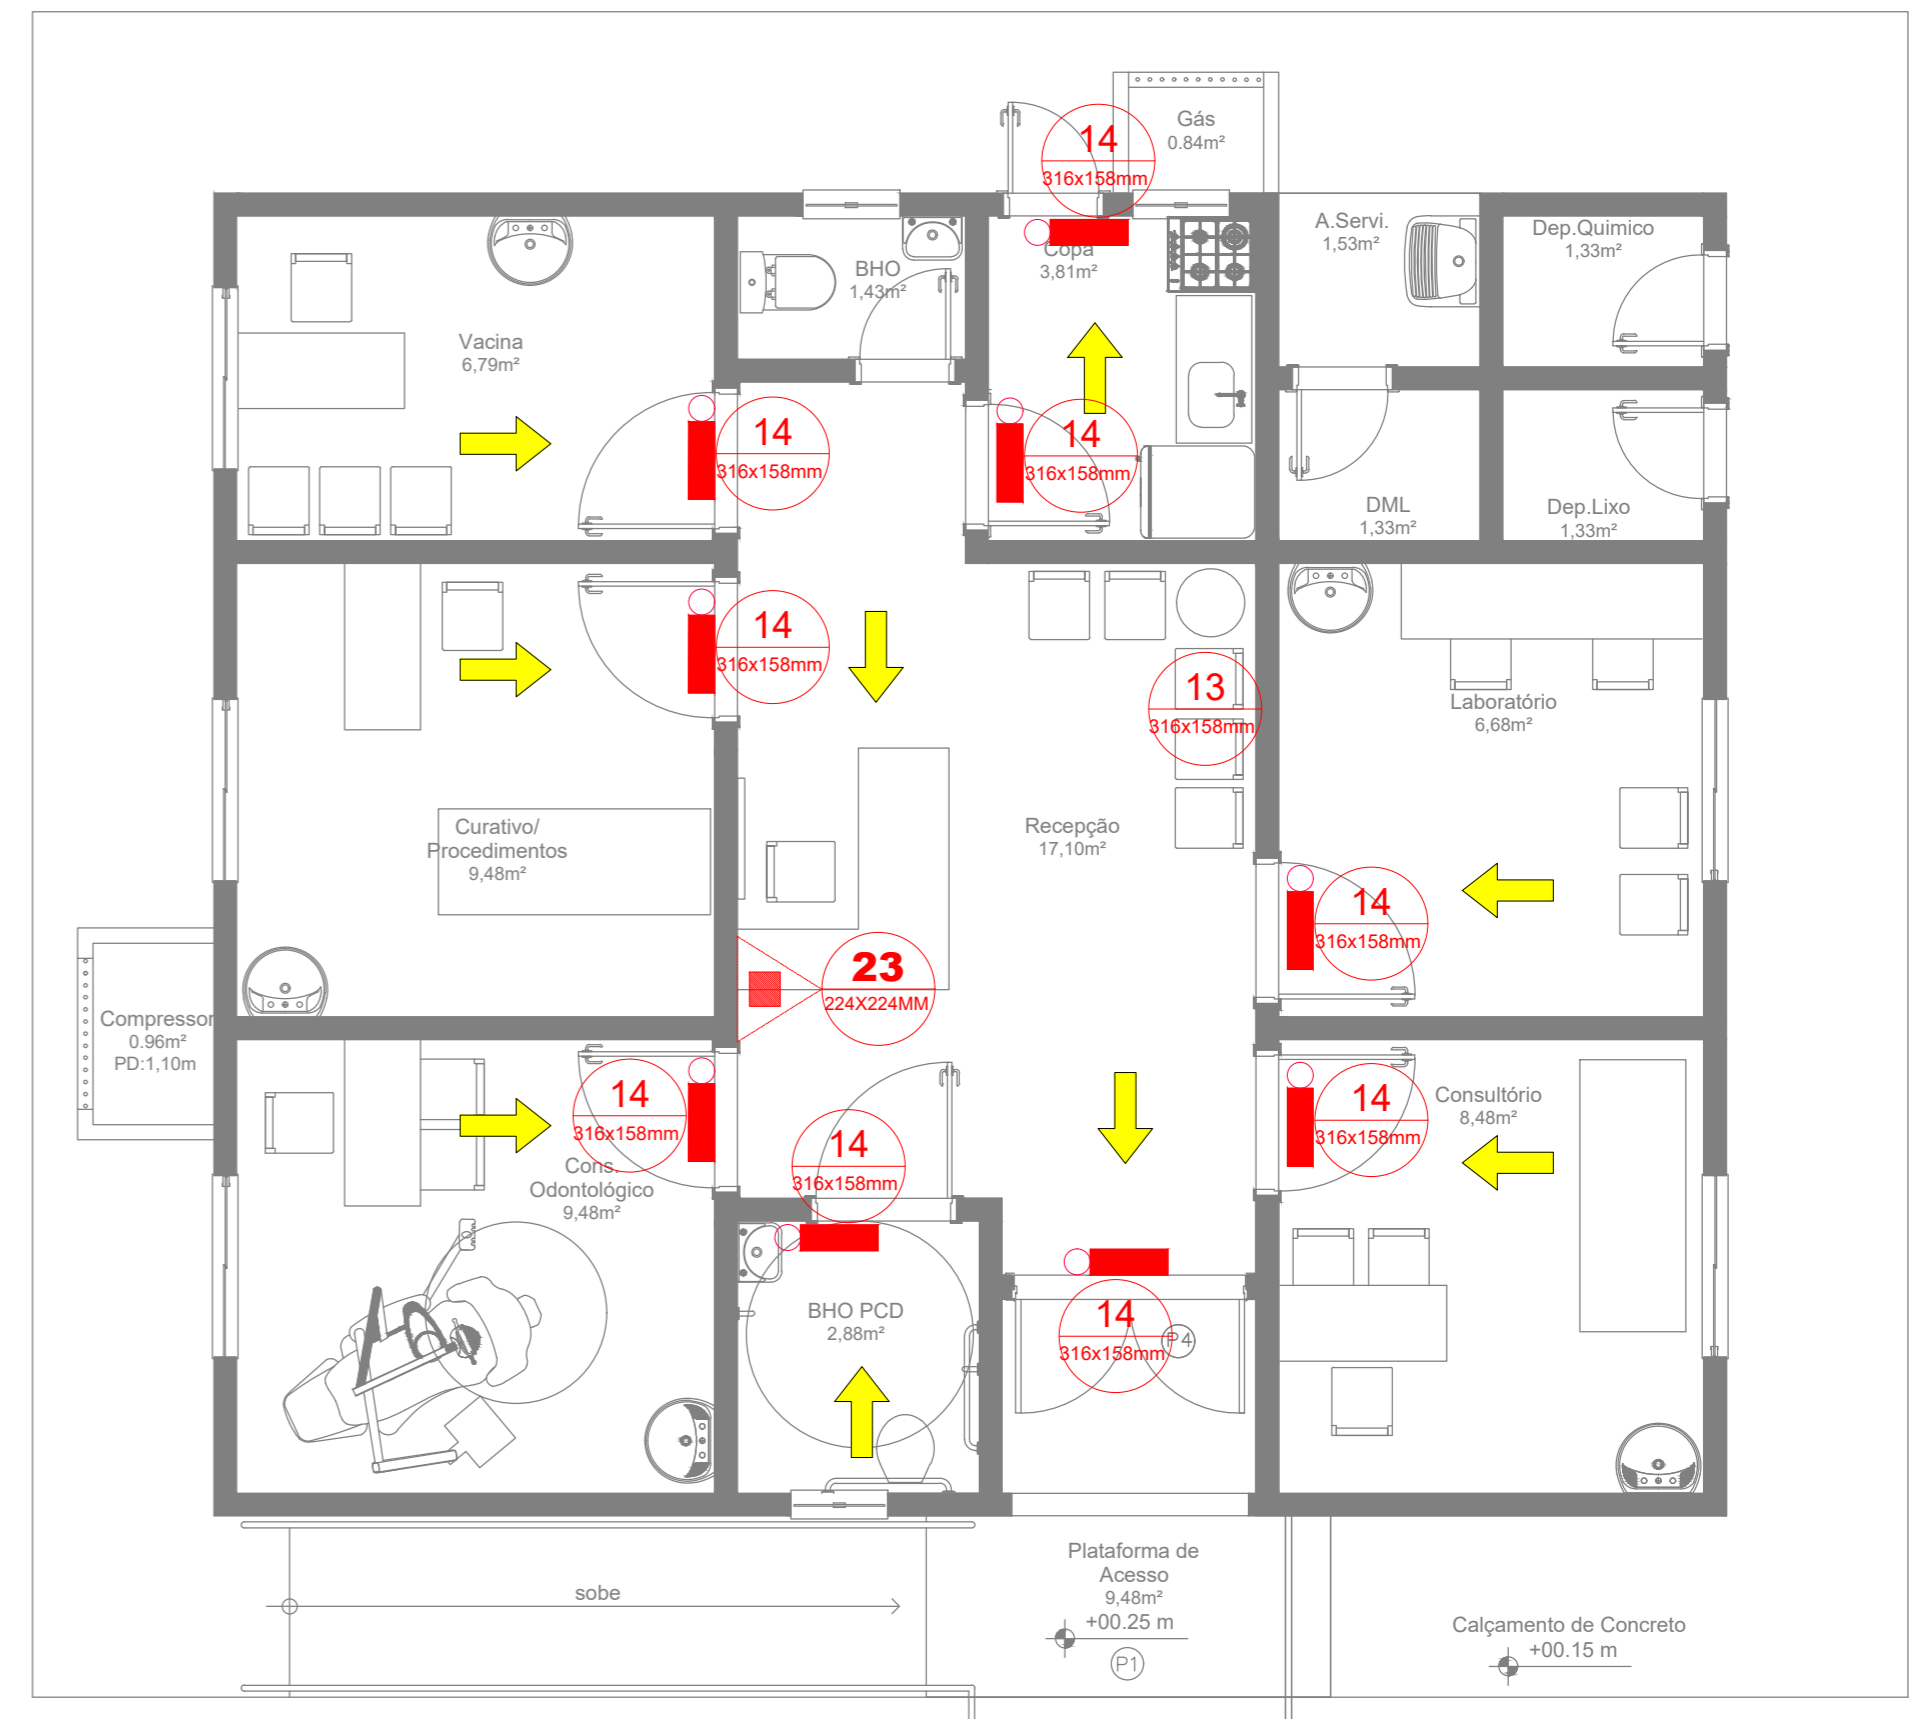 Gás
0.84m²
14
316x158mm
A.Servi.
1,53m²
Dep.Quimico
1,33m²
Copa
3,81m²
BHO
1,43m²
Vacina
6,79m²
14
316x158mm
14
316x158mm
DML
1,33m²
Dep.Lixo
1,33m²
14
316x158mm
13
316x158mm
Laboratório
6,68m²
Curativo/
Procedimentos
9,48m²
Recepção
17,10m²
14
316x158mm
23
224X224MM
Compressor
0.96m²
PD:1,10m
14
316x158mm
14
316x158mm
Consultório
8,48m²
14
316x158mm
Cons.
Odontológico
9,48m²
BHO PCD
2,88m²
14
316x158mm
P4
Plataforma de
Acesso
9,48m²
+00.25 m
P1
sobe
Calçamento de Concreto
+00.15 m